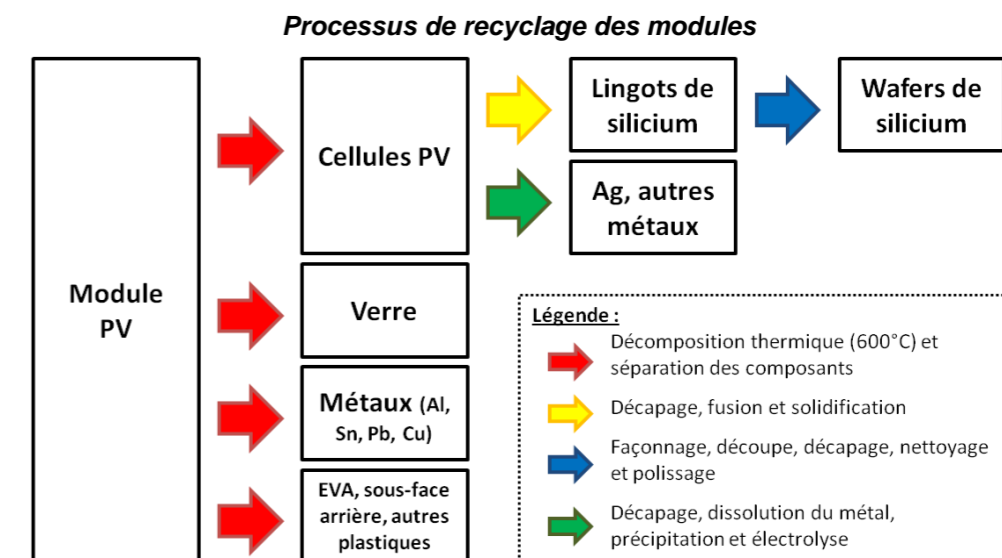 Processus de recyclage des modules
Module
PV
Cellules PV
Lingots de
silicium
Wafers de
silicium
Ag, autres
métaux
Verre
Métaux (Al,
Sn, Pb, Cu)
EVA, sous-face
arrière, autres
plastiques
Légende :
Décomposition thermique (600°C) et
séparation des composants
Décapage, fusion et solidification
Façonnage, découpe, décapage, nettoyage
et polissage
Décapage, dissolution du métal,
précipitation et électrolyse